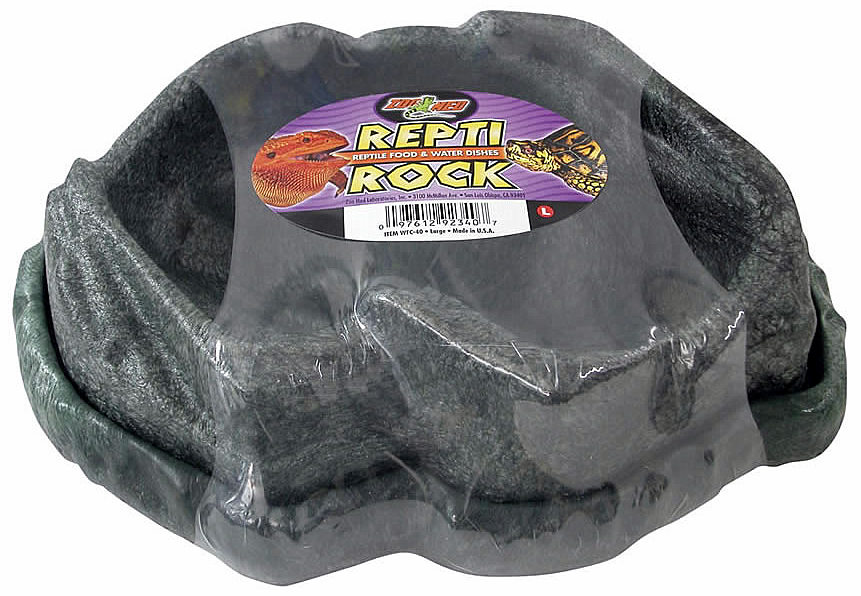 ZOO MED
REPTI
REPTILE FOOD & WATER DISHES
ROCK
Zoo Med Laboratories, Inc. • 3100 McMillan Ave. • San Luis Obispo, CA 93401
L
0 97612 92340 7
ITEM WFC-40 • Large • Made in U.S.A.